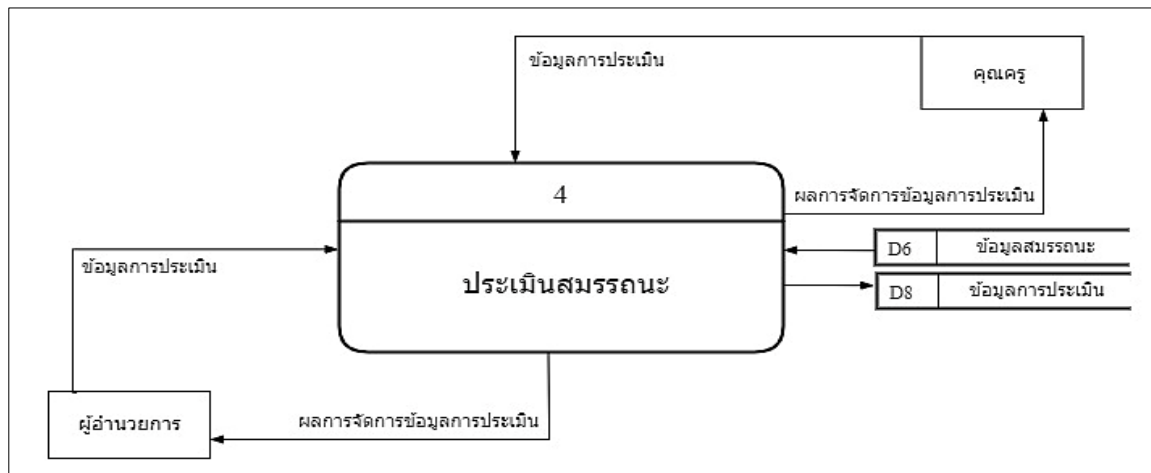 ข้อมูลการประเมิน
คุณครู
4
ผลการจัดการข้อมูลการประเมิน
D6 ข้อมูลสมรรถนะ
ข้อมูลการประเมิน
ประเมินสมรรถนะ
D8 ข้อมูลการประเมิน
ผู้อำนวยการ
ผลการจัดการข้อมูลการประเมิน